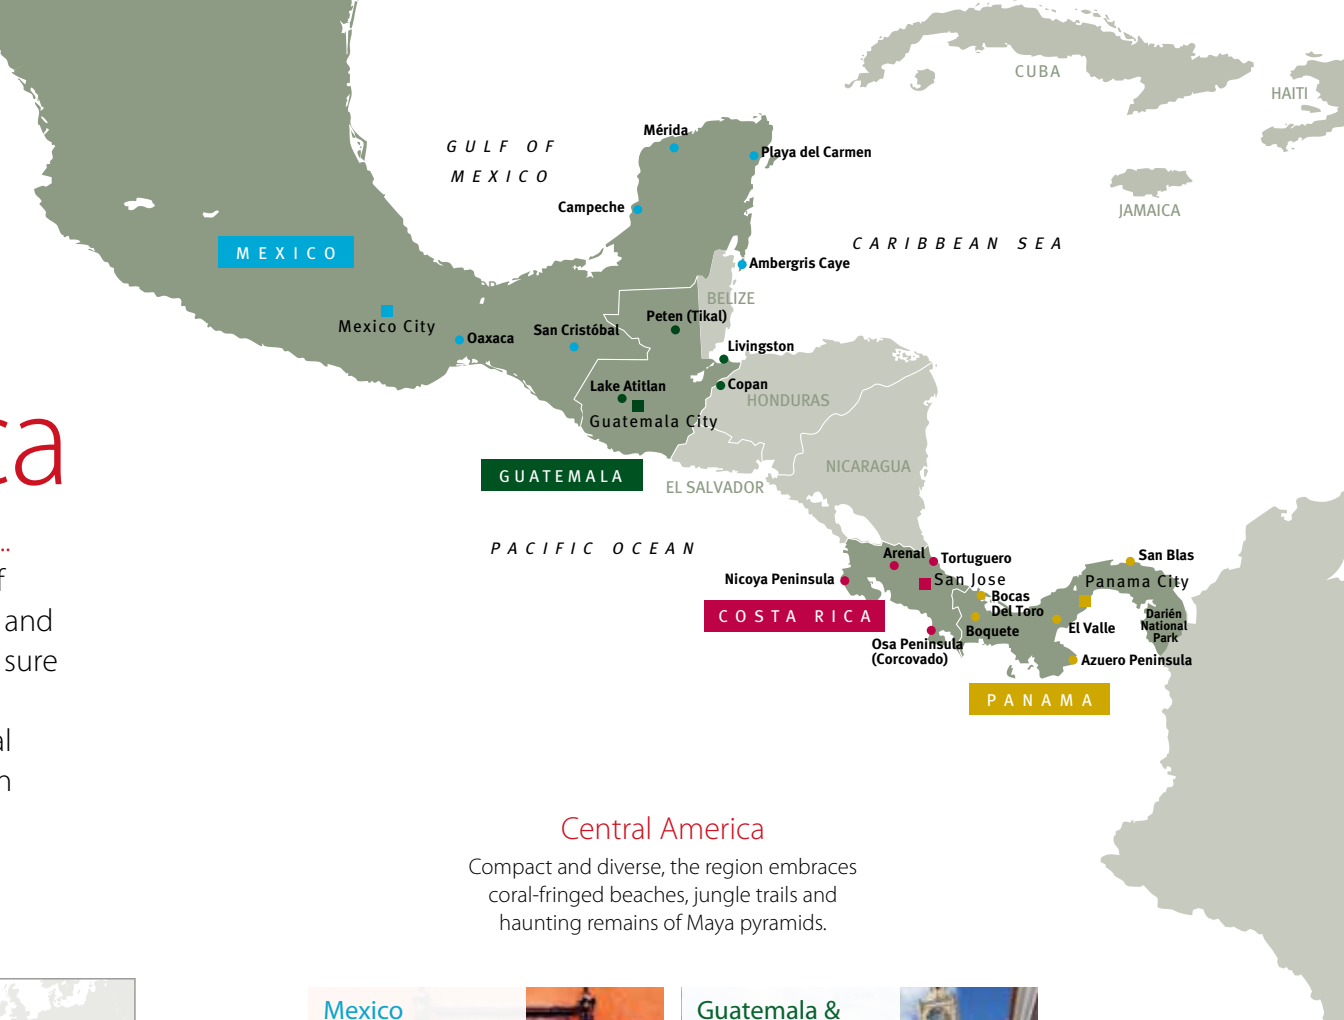 CUBA
HAITI
JAMAICA
GULF OF
MEXICO
Mérida
Playa del Carmen
Campeche
CARIBBEAN SEA
MEXICO
Ambergris Caye
BELIZE
Mexico City
Oaxaca
San Cristóbal
Peten (Tikal)
Livingston
Lake Atitlan
Copan
HONDURAS
Guatemala City
ca
GUATEMALA
EL SALVADOR
NICARAGUA
PACIFIC OCEAN
Arenal
Tortuguero
San Blas
Nicoya Peninsula
San Jose
Panama City
COSTA RICA
Bocas
Del Toro
Boquete
El Valle
Darién
National
Park
Osa Peninsula
(Corcovado)
Azuero Peninsula
PANAMA
..
f
and
sure
al
n
Central America
Compact and diverse, the region embraces
coral-fringed beaches, jungle trails and
haunting remains of Maya pyramids.
Mexico
Guatemala &